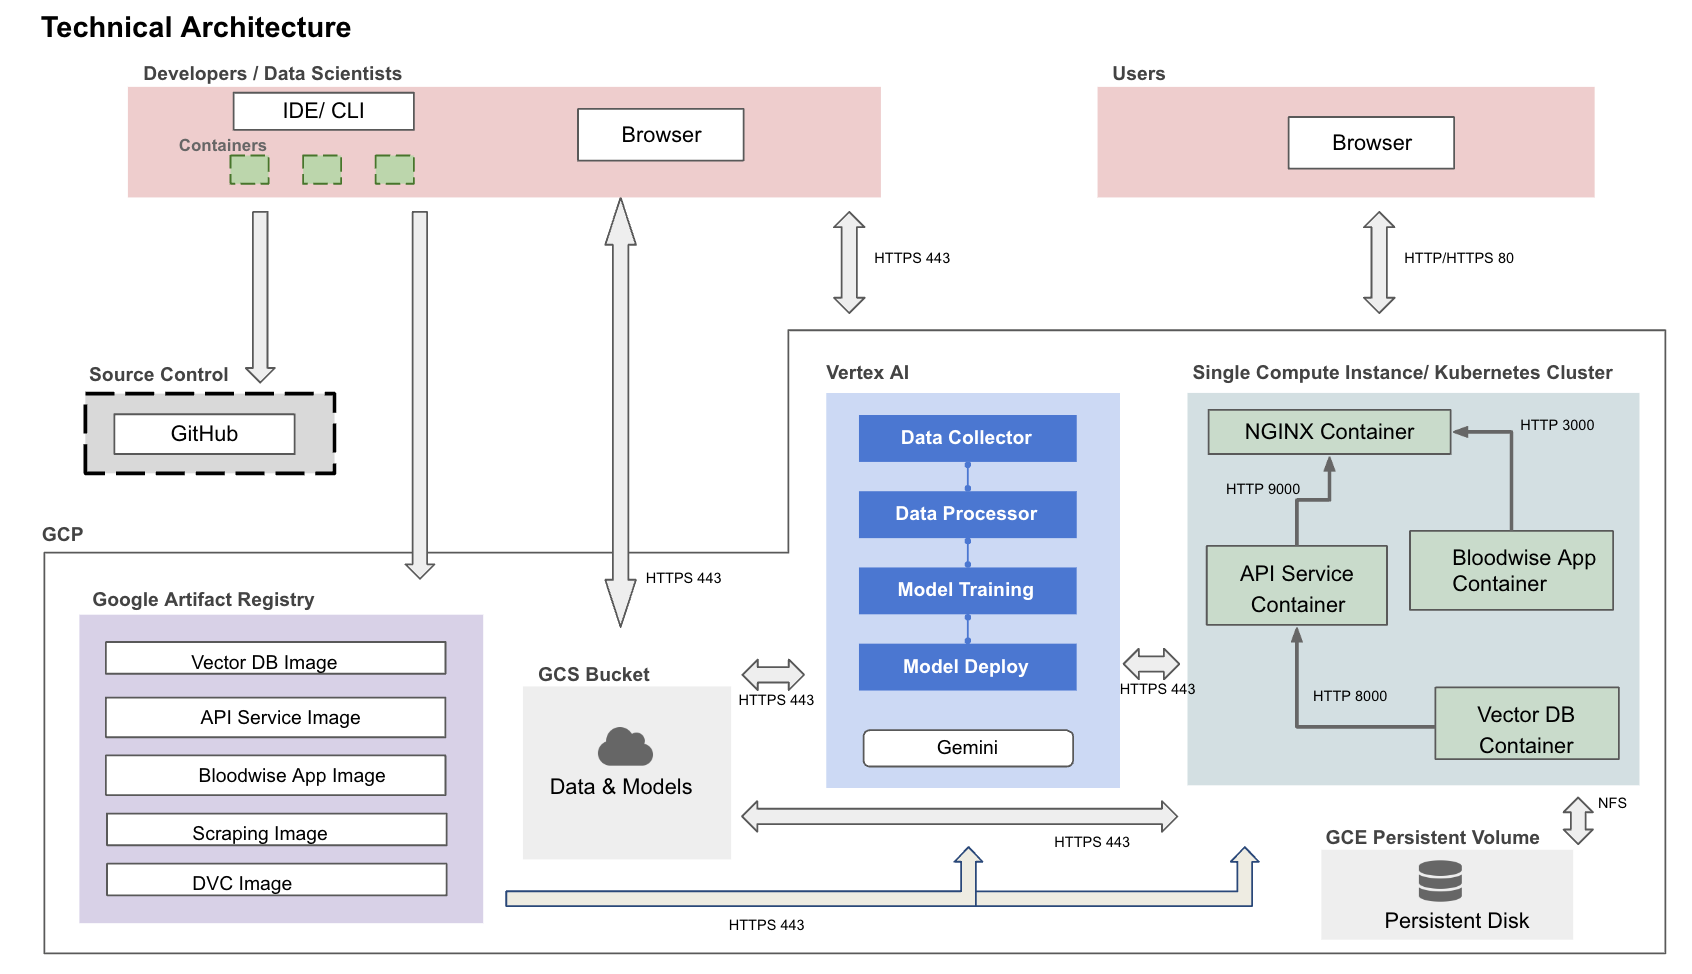 Technical Architecture
Developers / Data Scientists
Users
IDE/ CLI
Containers
Browser
Browser
HTTPS 443
HTTP/HTTPS 80
Source Control
GitHub
GCP
HTTPS 443
Google Artifact Registry
Vector DB Image
API Service Image
Bloodwise App Image
Scraping Image
DVC Image
GCS Bucket
Data & Models
HTTPS 443
Vertex AI
Data Collector
Data Processor
Model Training
Model Deploy
Gemini
HTTPS 443
Single Compute Instance/ Kubernetes Cluster
NGINX Container
HTTP 3000
HTTP 9000
API Service
Container
Bloodwise App
Container
HTTP 8000
Vector DB
Container
HTTPS 443
NFS
GCE Persistent Volume
Persistent Disk
HTTPS 443